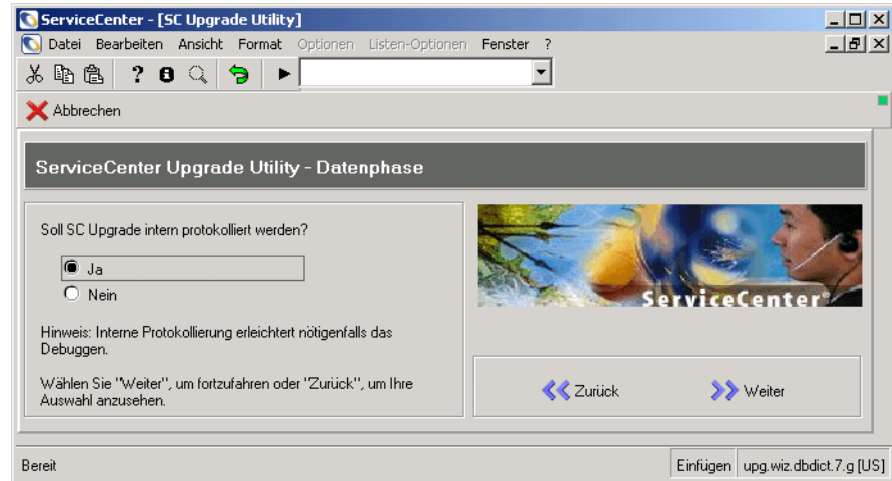 ServiceCenter - [SC Upgrade Utility]
Datei Bearbeiten Ansicht Format Optionen Listen-Optionen Fenster ?
Abbrechen
ServiceCenter Upgrade Utility - Datenphase
Soll SC Upgrade intern protokolliert werden?
Ja
Nein
Hinweis: Interne Protokollierung erleichtert nötigenfalls das
Debuggen.
Wählen Sie "Weiter", um fortzufahren oder "Zurück", um Ihre
Auswahl anzusehen.
ServiceCenter®
Zurück Weiter
Bereit Einfügen upg.wiz.dbdict.7.g [US]